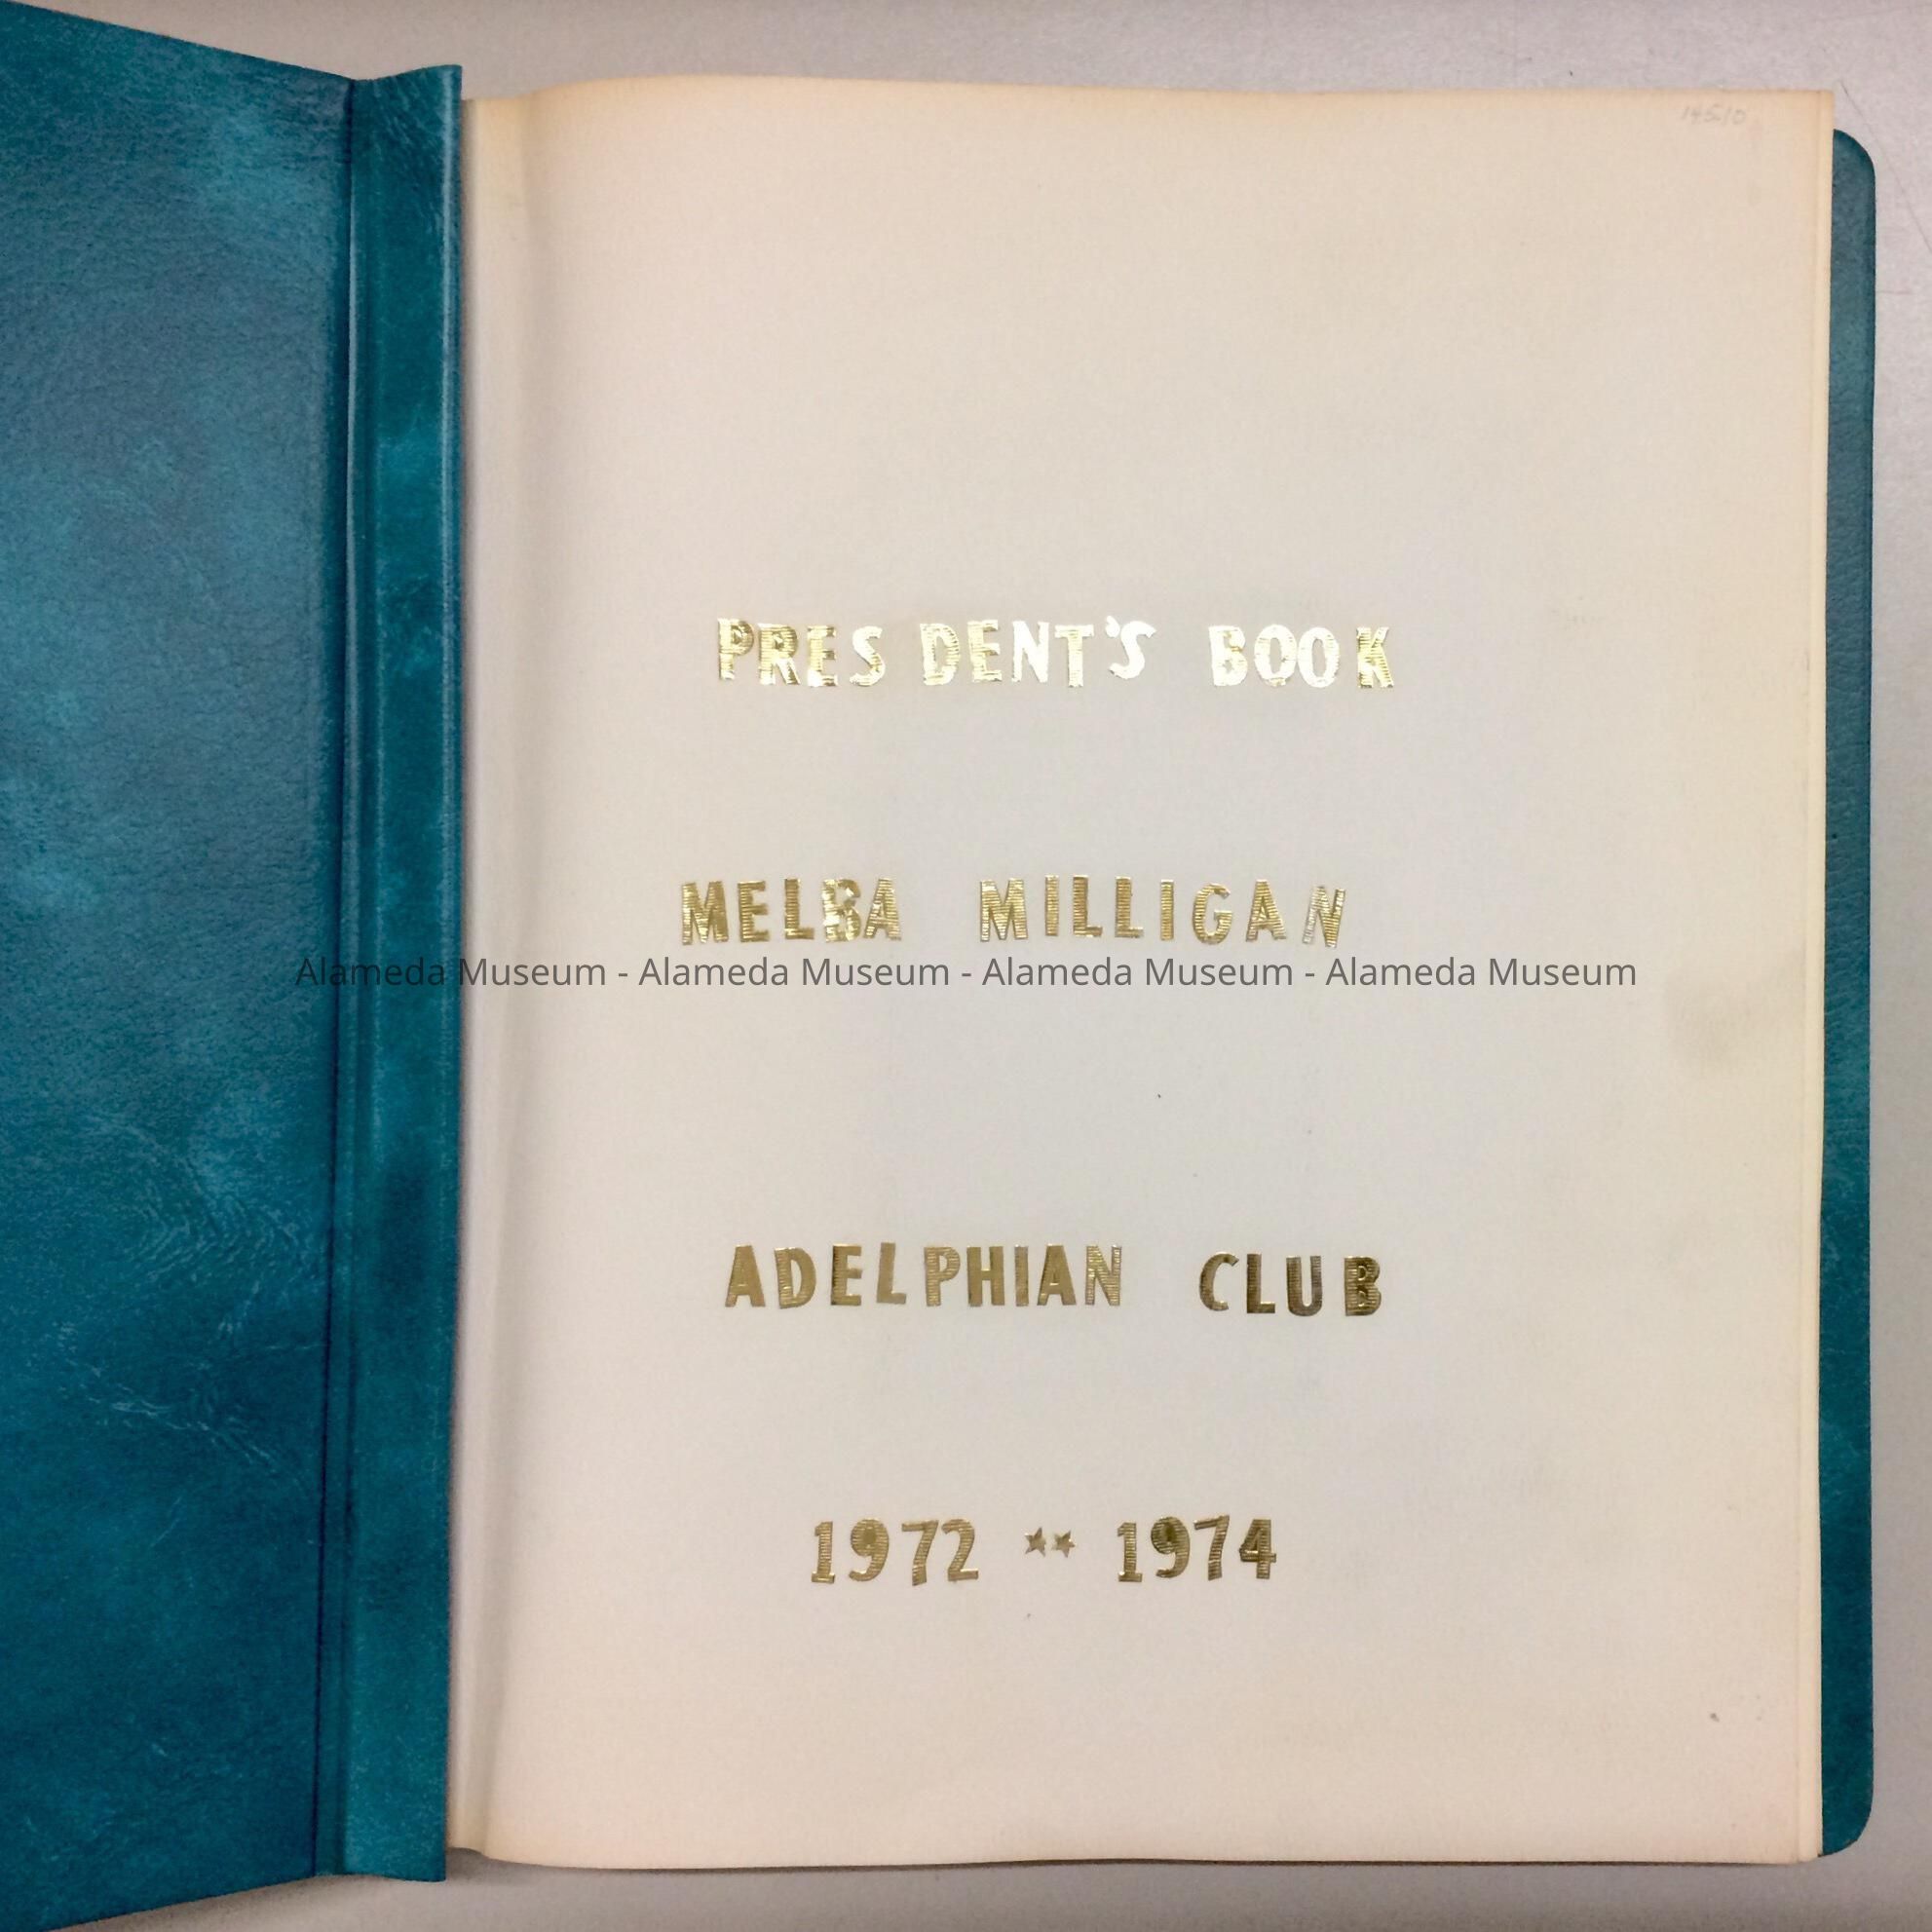 14510
PRES DENT'S BOOK
MELBA MILLIGAN
Alameda Museum - Alameda Museum - Alameda Museum - Alameda Museum
ADELPHIAN CLUB
1972 ** 1974